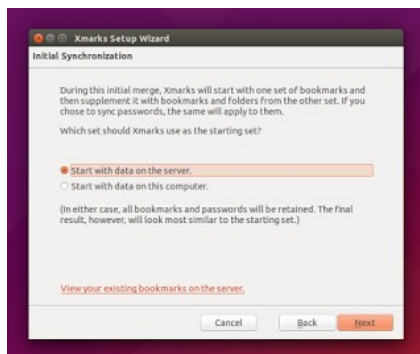 Xmarks Setup Wizard
Initial Synchronization
During this initial merge, Xmarks will start with one set of bookmarks and
then supplement it with bookmarks and folders from the other set. If you
chose to sync passwords, the same will apply to them.
Which set should Xmarks use as the starting set?
Start with data on the server.
Start with data on this computer.
(In either case, all bookmarks and passwords will be retained. The final
result, however, will look most similar to the starting set.)
View your existing bookmarks on the server.
Cancel Back Next